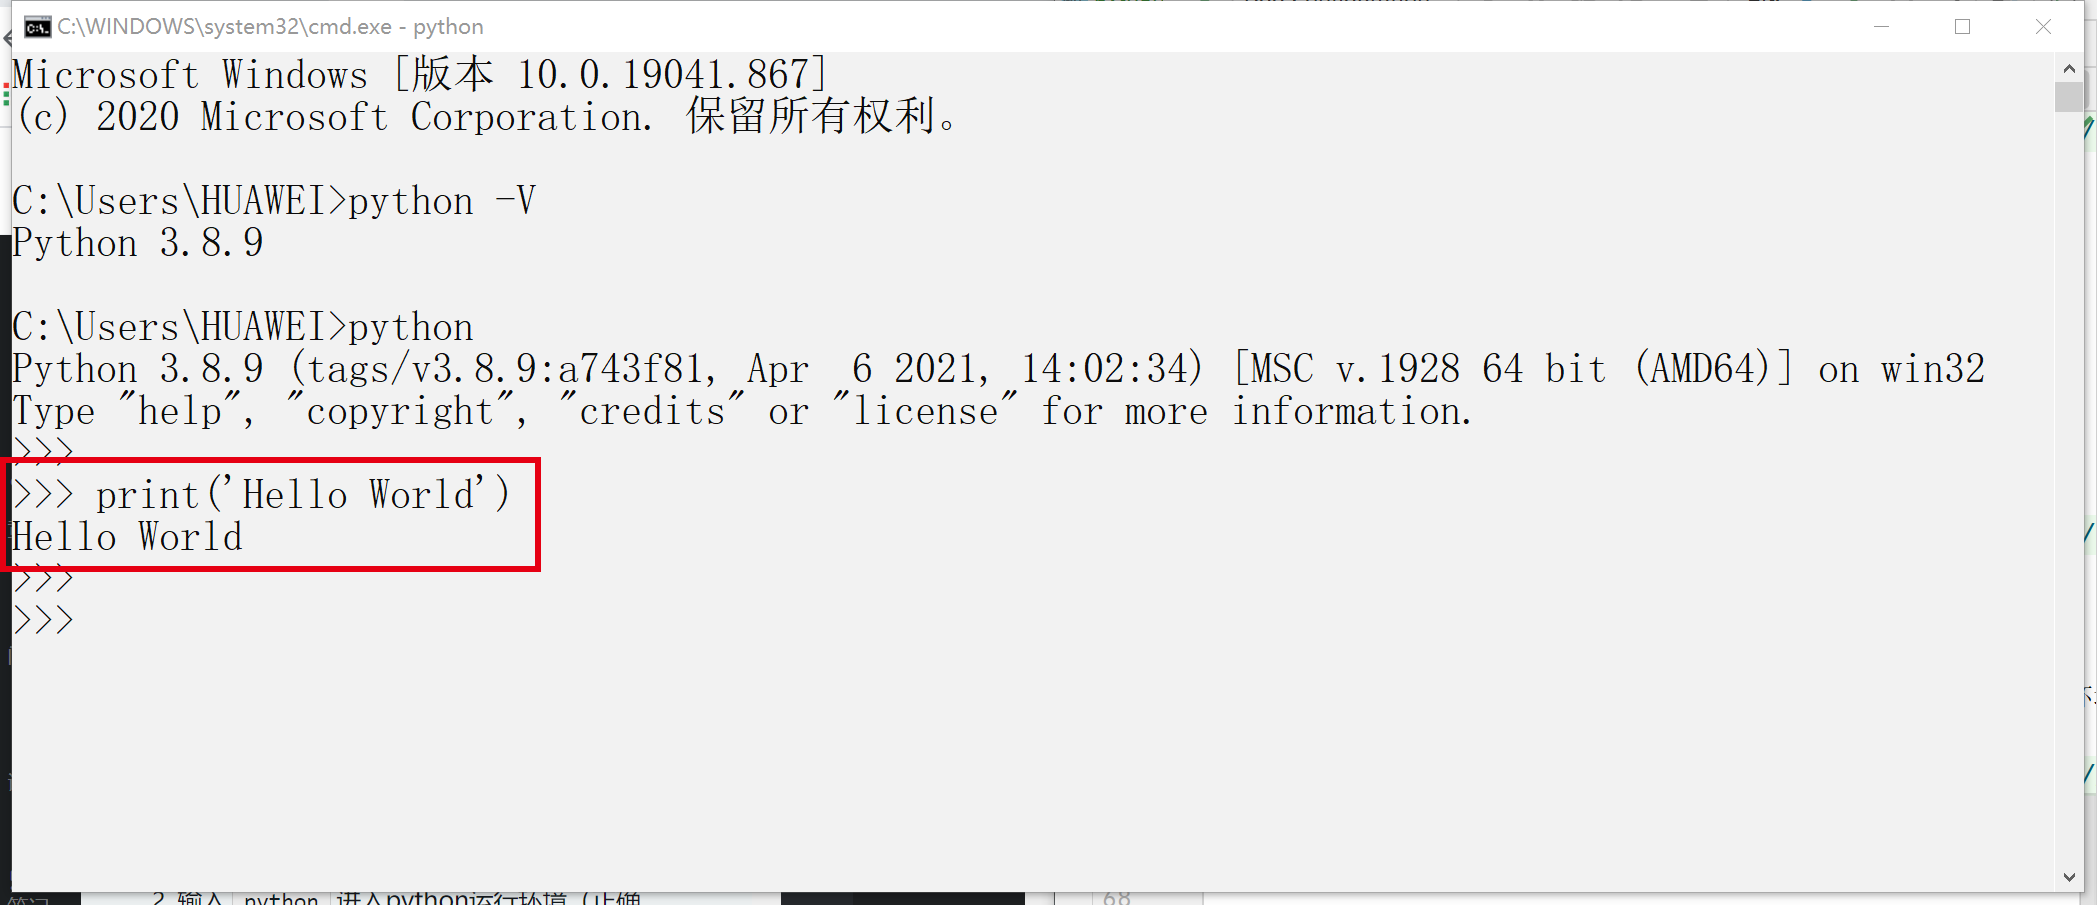 C:\WINDOWS\system32\cmd.exe - python
Microsoft Windows [版本 10.0.19041.867]
(c) 2020 Microsoft Corporation. 保留所有权利。
C:\Users\HUAWEI>python -V
Python 3.8.9
C:\Users\HUAWEI>python
Python 3.8.9 (tags/v3.8.9:a743f81, Apr  6 2021, 14:02:34) [MSC v.1928 64 bit (AMD64)] on win32
Type "help", "copyright", "credits" or "license" for more information.
>>>
>>> print('Hello World')
Hello World
>>>
>>>
2 输入 python 进入python运行环境（正确
68